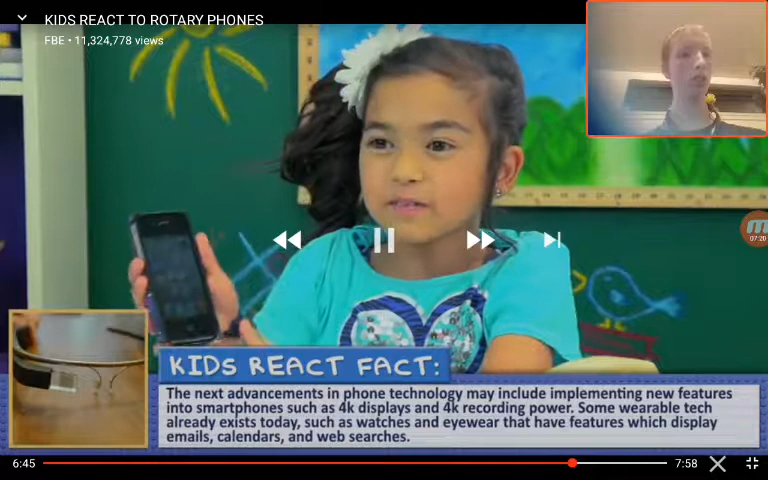 KIDS REACT TO ROTARY PHONES
FBE • 11,324,778 views
07:20
KIDS REACT FACT:
The next advancements in phone technology may include implementing new features
into smartphones such as 4k displays and 4k recording power. Some wearable tech
already exists today, such as watches and eyewear that have features which display
emails, calendars, and web searches.
6:45
7:58